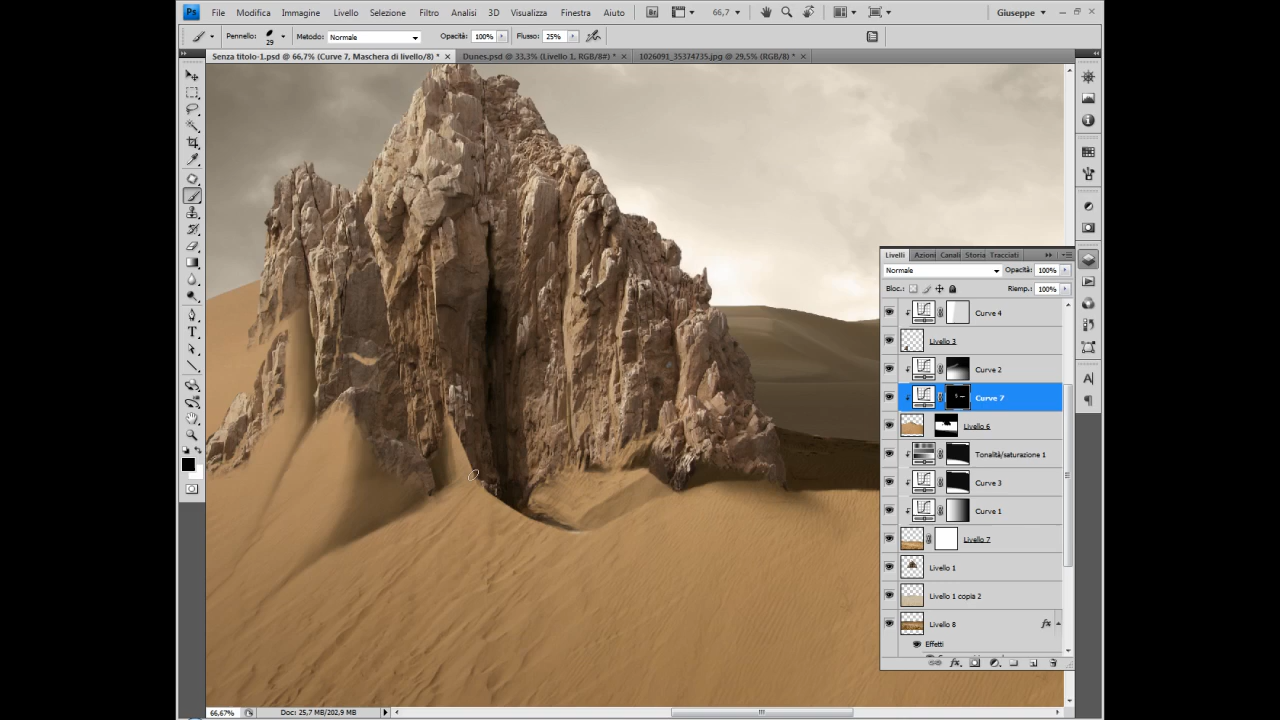 Ps File Modifica Immagine Livello Selezione Filtro Analisi 3D Visualizza Finestra Aiuto Br 66,7 Giuseppe
Pennello: 29 Metodo: Normale Opacità: 100% Flusso: 25%
Senza titolo-1.psd @ 66,7% (Curve 7, Maschera di livello/8) * × Dunes.psd @ 33,3% (Livello 1, RGB/8#) * × 1026091_35374735.jpg @ 29,5% (RGB/8) * ×
Livelli Azioni Canali Storia Tracciati
Normale Opacità: 100%
Bloc.: Riemp.: 100%
Curve 4
Livello 3
Curve 2
Curve 7
Livello 6
Tonalità/saturazione 1
Curve 3
Curve 1
Livello 7
Livello 1
Livello 1 copia 2
Livello 8 fx
Effetti
66,67% Doc: 25,7 MB/202,9 MB